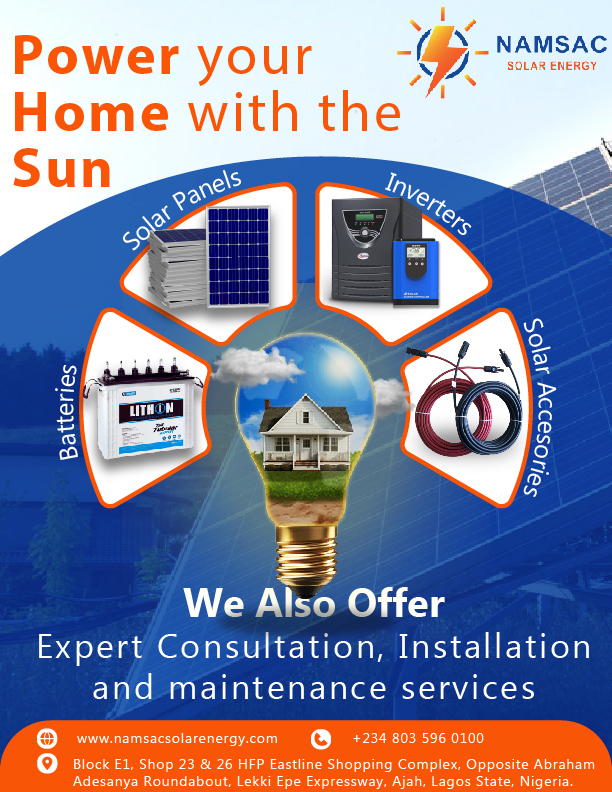 Power your
Home with the
Sun
NAMSAC
SOLAR ENERGY
Solar Panels
Inverters
Batteries
Solar Accesories
LITHION
Tubular
We Also Offer
Expert Consultation, Installation
and maintenance services
www.namsacsolarenergy.com
+234 803 596 0100
Block E1, Shop 23 & 26 HFP Eastline Shopping Complex, Opposite Abraham
Adesanya Roundabout, Lekki Epe Expressway, Ajah, Lagos State, Nigeria.